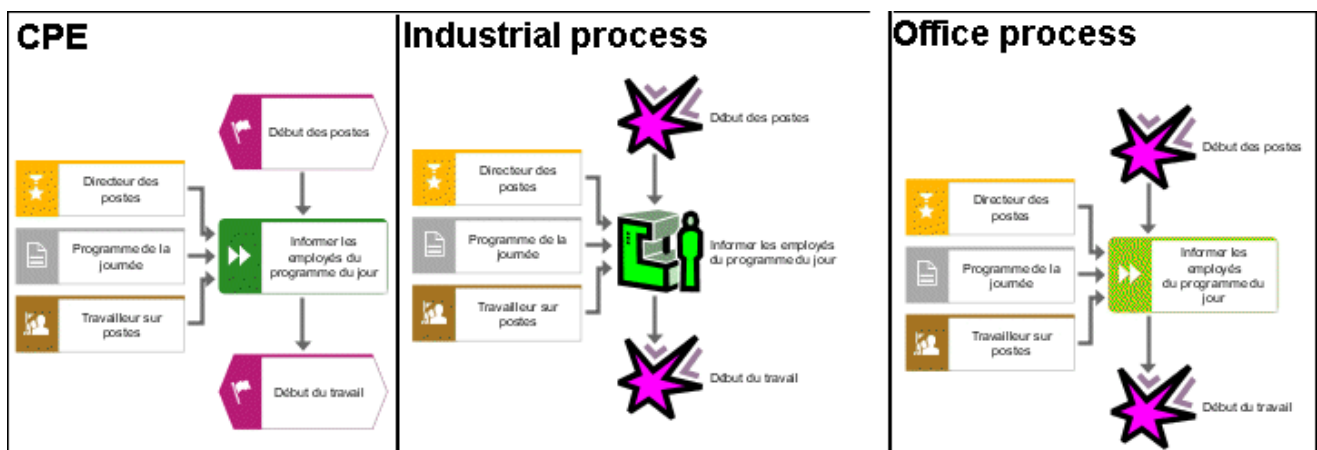 CPE
Début des postes
Directeur des
postes
Programme de la
journée
Travailleur sur
postes
Informer les
employés du
programme du jour
Début du travail
Industrial process
Début des postes
Directeur des
postes
Programme de la
journée
Travailleur sur
postes
Informer les employés
du programme du jour
Début du travail
Office process
Début des postes
Directeur des
postes
Programme de la
journée
Travailleur sur
postes
Informer les
employés
du programme du
jour
Début du travail